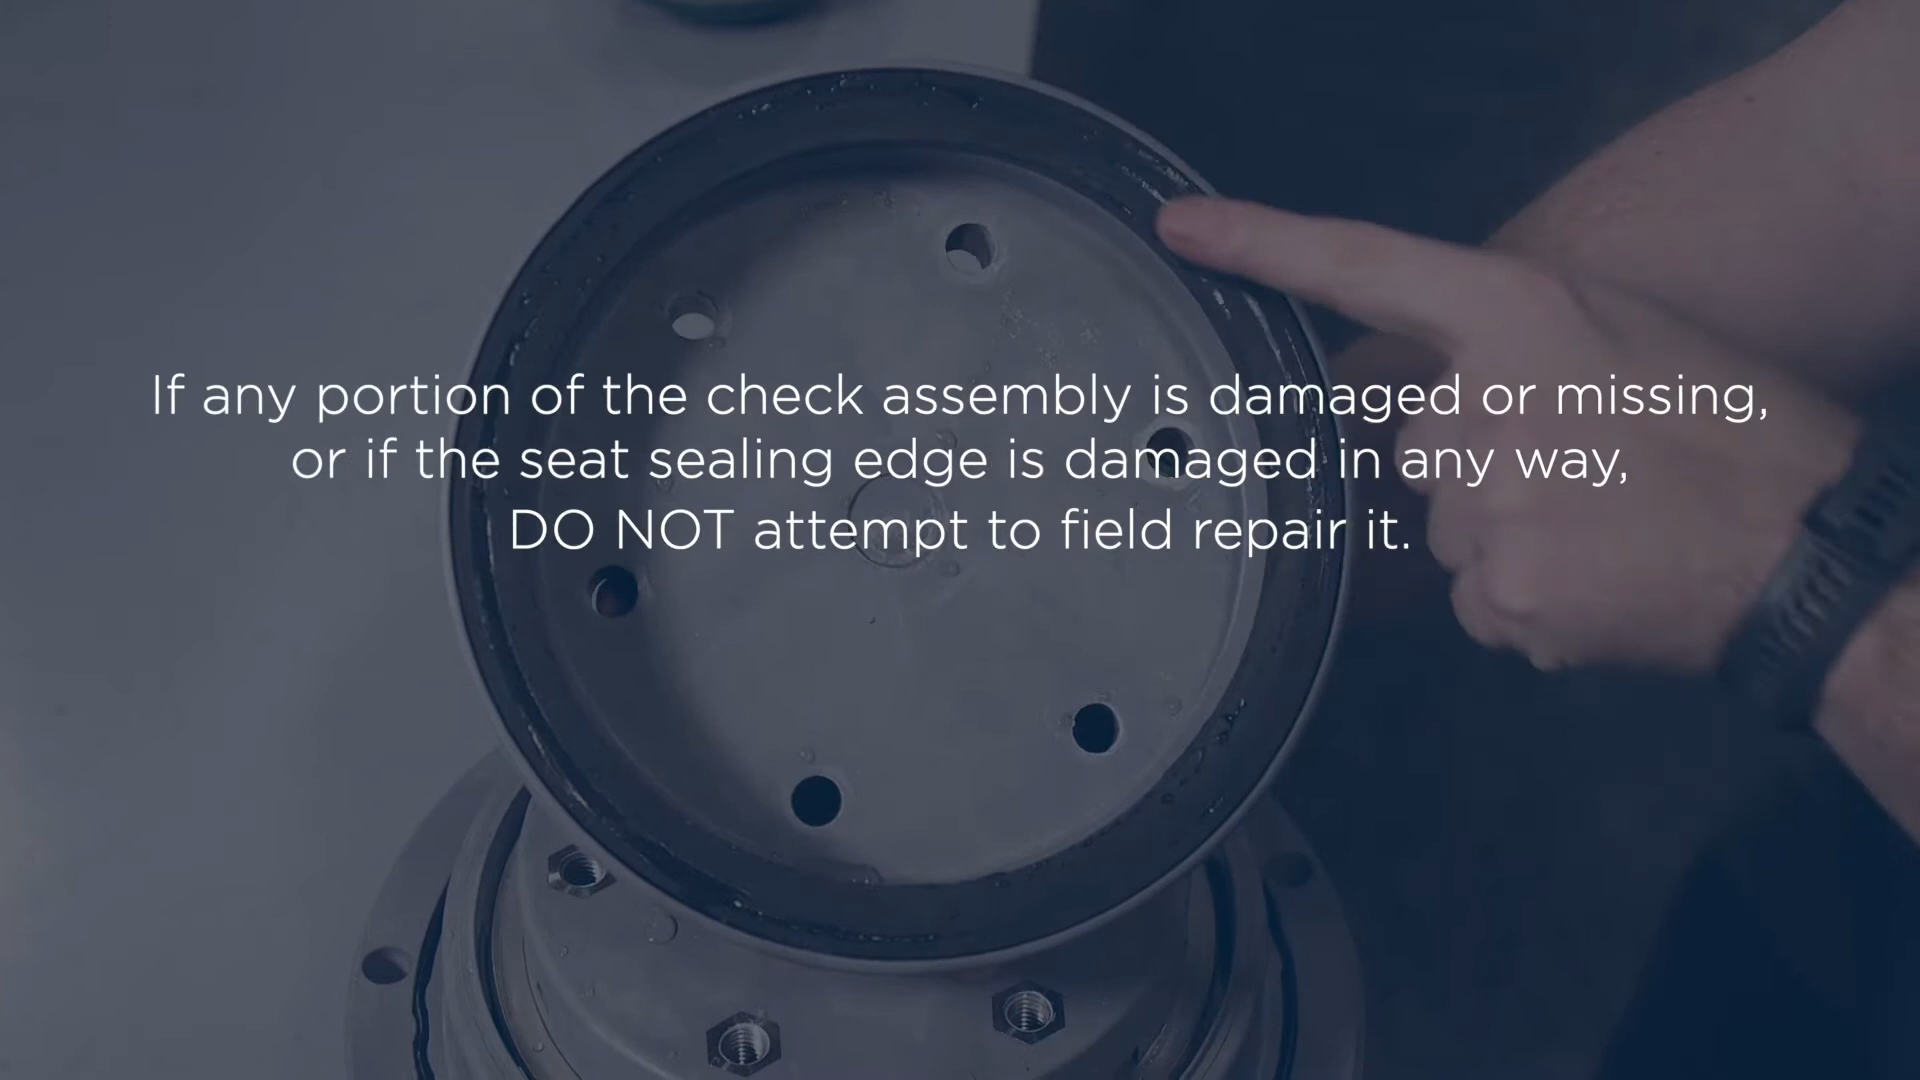 If any portion of the check assembly is damaged or missing,
or if the seat sealing edge is damaged in any way,
DO NOT attempt to field repair it.